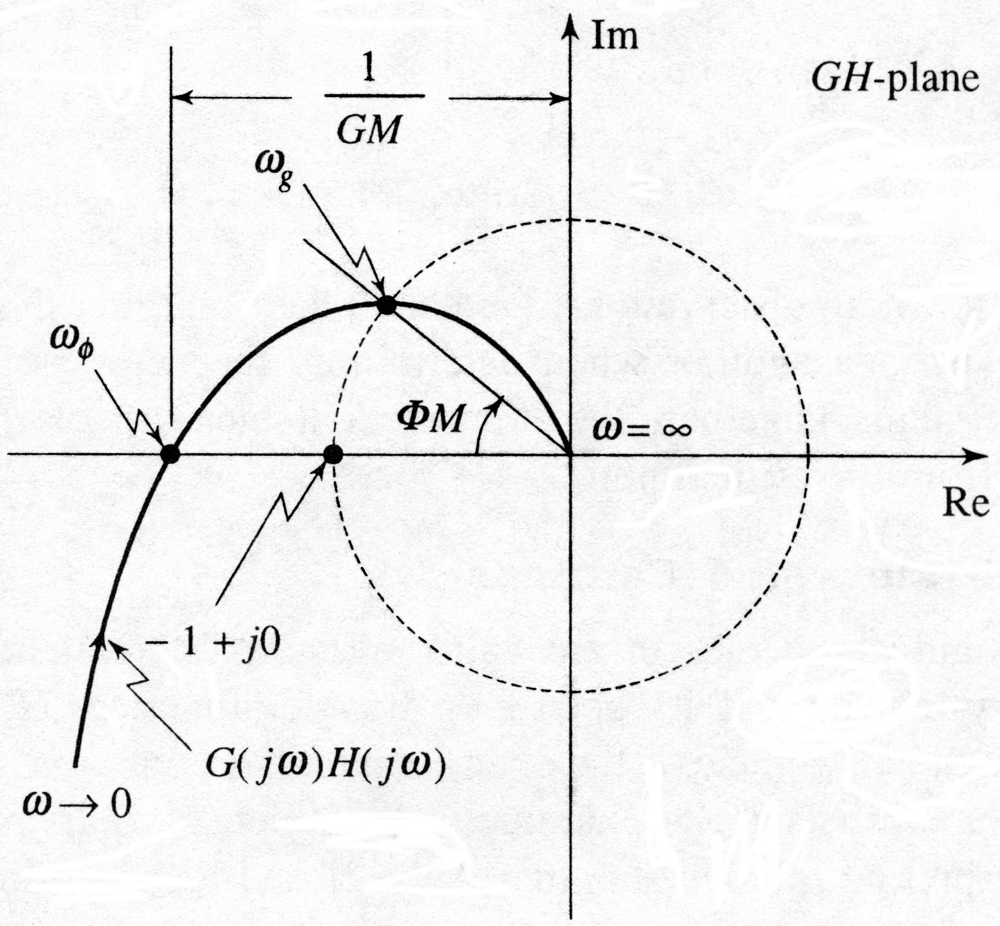 Im
GH-plane
1
GM
ω_g
ω_ϕ
ΦM
ω = ∞
Re
− 1 + j0
G(jω)H(jω)
ω → 0